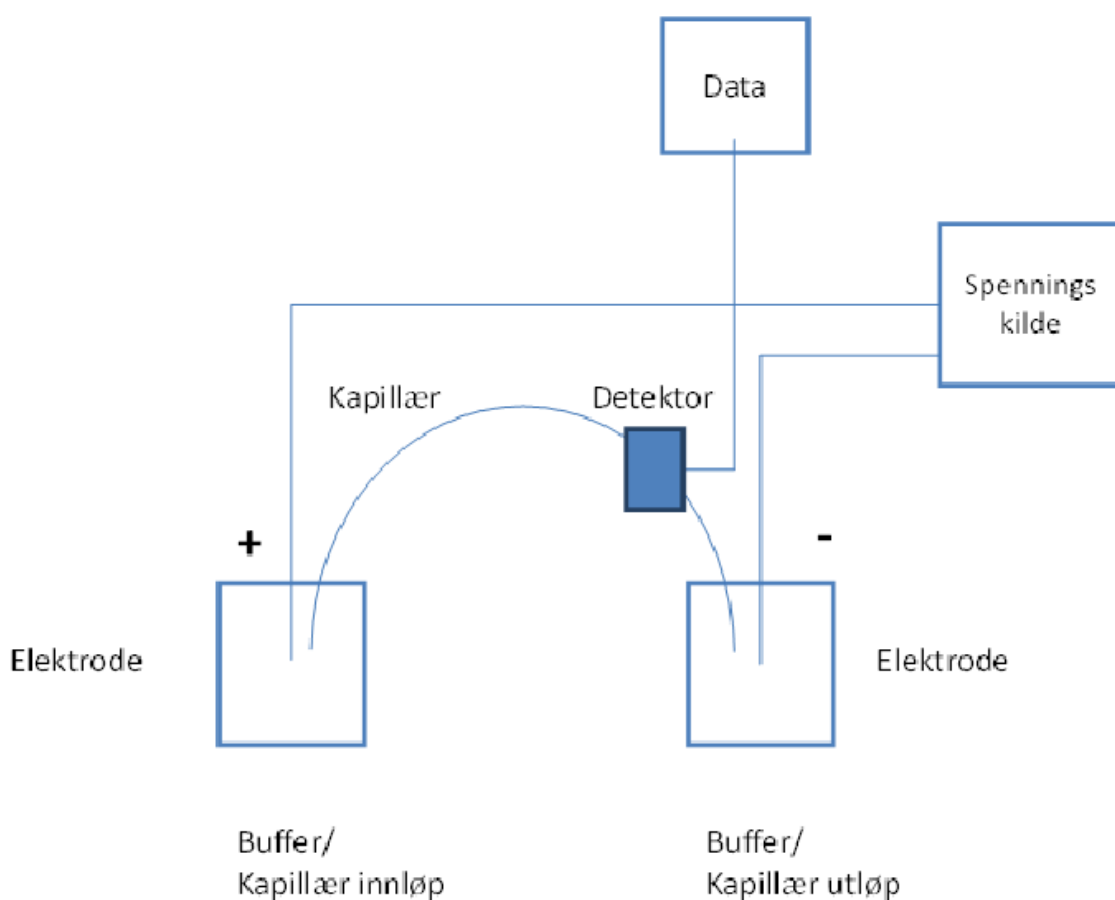 Data
Spennings
kilde
Kapillær
Detektor
+
-
Elektrode
Elektrode
Buffer/
Kapillær innløp
Buffer/
Kapillær utløp